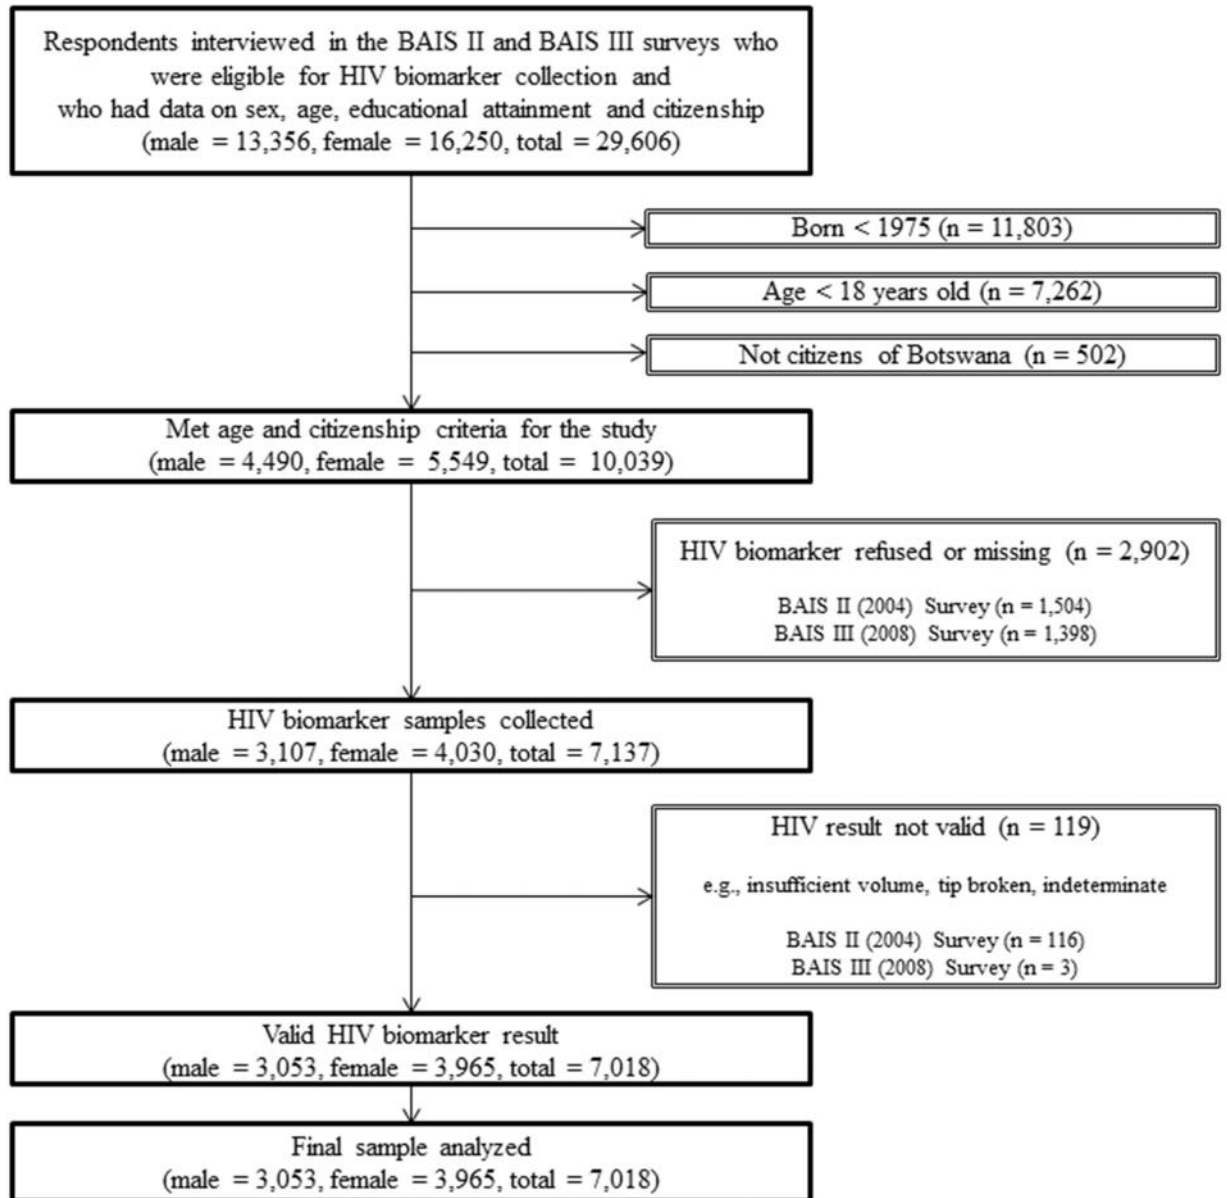 Respondents interviewed in the BAIS II and BAIS III surveys who
were eligible for HIV biomarker collection and
who had data on sex, age, educational attainment and citizenship
(male = 13,356, female = 16,250, total = 29,606)
Born < 1975 (n = 11,803)
Age < 18 years old (n = 7,262)
Not citizens of Botswana (n = 502)
Met age and citizenship criteria for the study
(male = 4,490, female = 5,549, total = 10,039)
HIV biomarker refused or missing (n = 2,902)
BAIS II (2004) Survey (n = 1,504)
BAIS III (2008) Survey (n = 1,398)
HIV biomarker samples collected
(male = 3,107, female = 4,030, total = 7,137)
HIV result not valid (n = 119)
e.g., insufficient volume, tip broken, indeterminate
BAIS II (2004) Survey (n = 116)
BAIS III (2008) Survey (n = 3)
Valid HIV biomarker result
(male = 3,053, female = 3,965, total = 7,018)
Final sample analyzed
(male = 3,053, female = 3,965, total = 7,018)